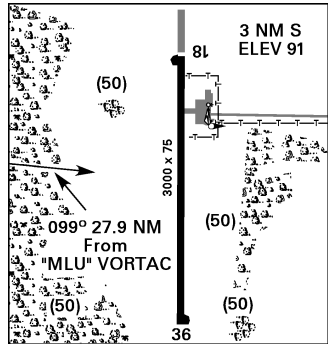 3 NM S
ELEV 91
18
(50)
3000 x 75
099° 27.9 NM
From
"MLU" VORTAC
(50)
(50)
(50)
36